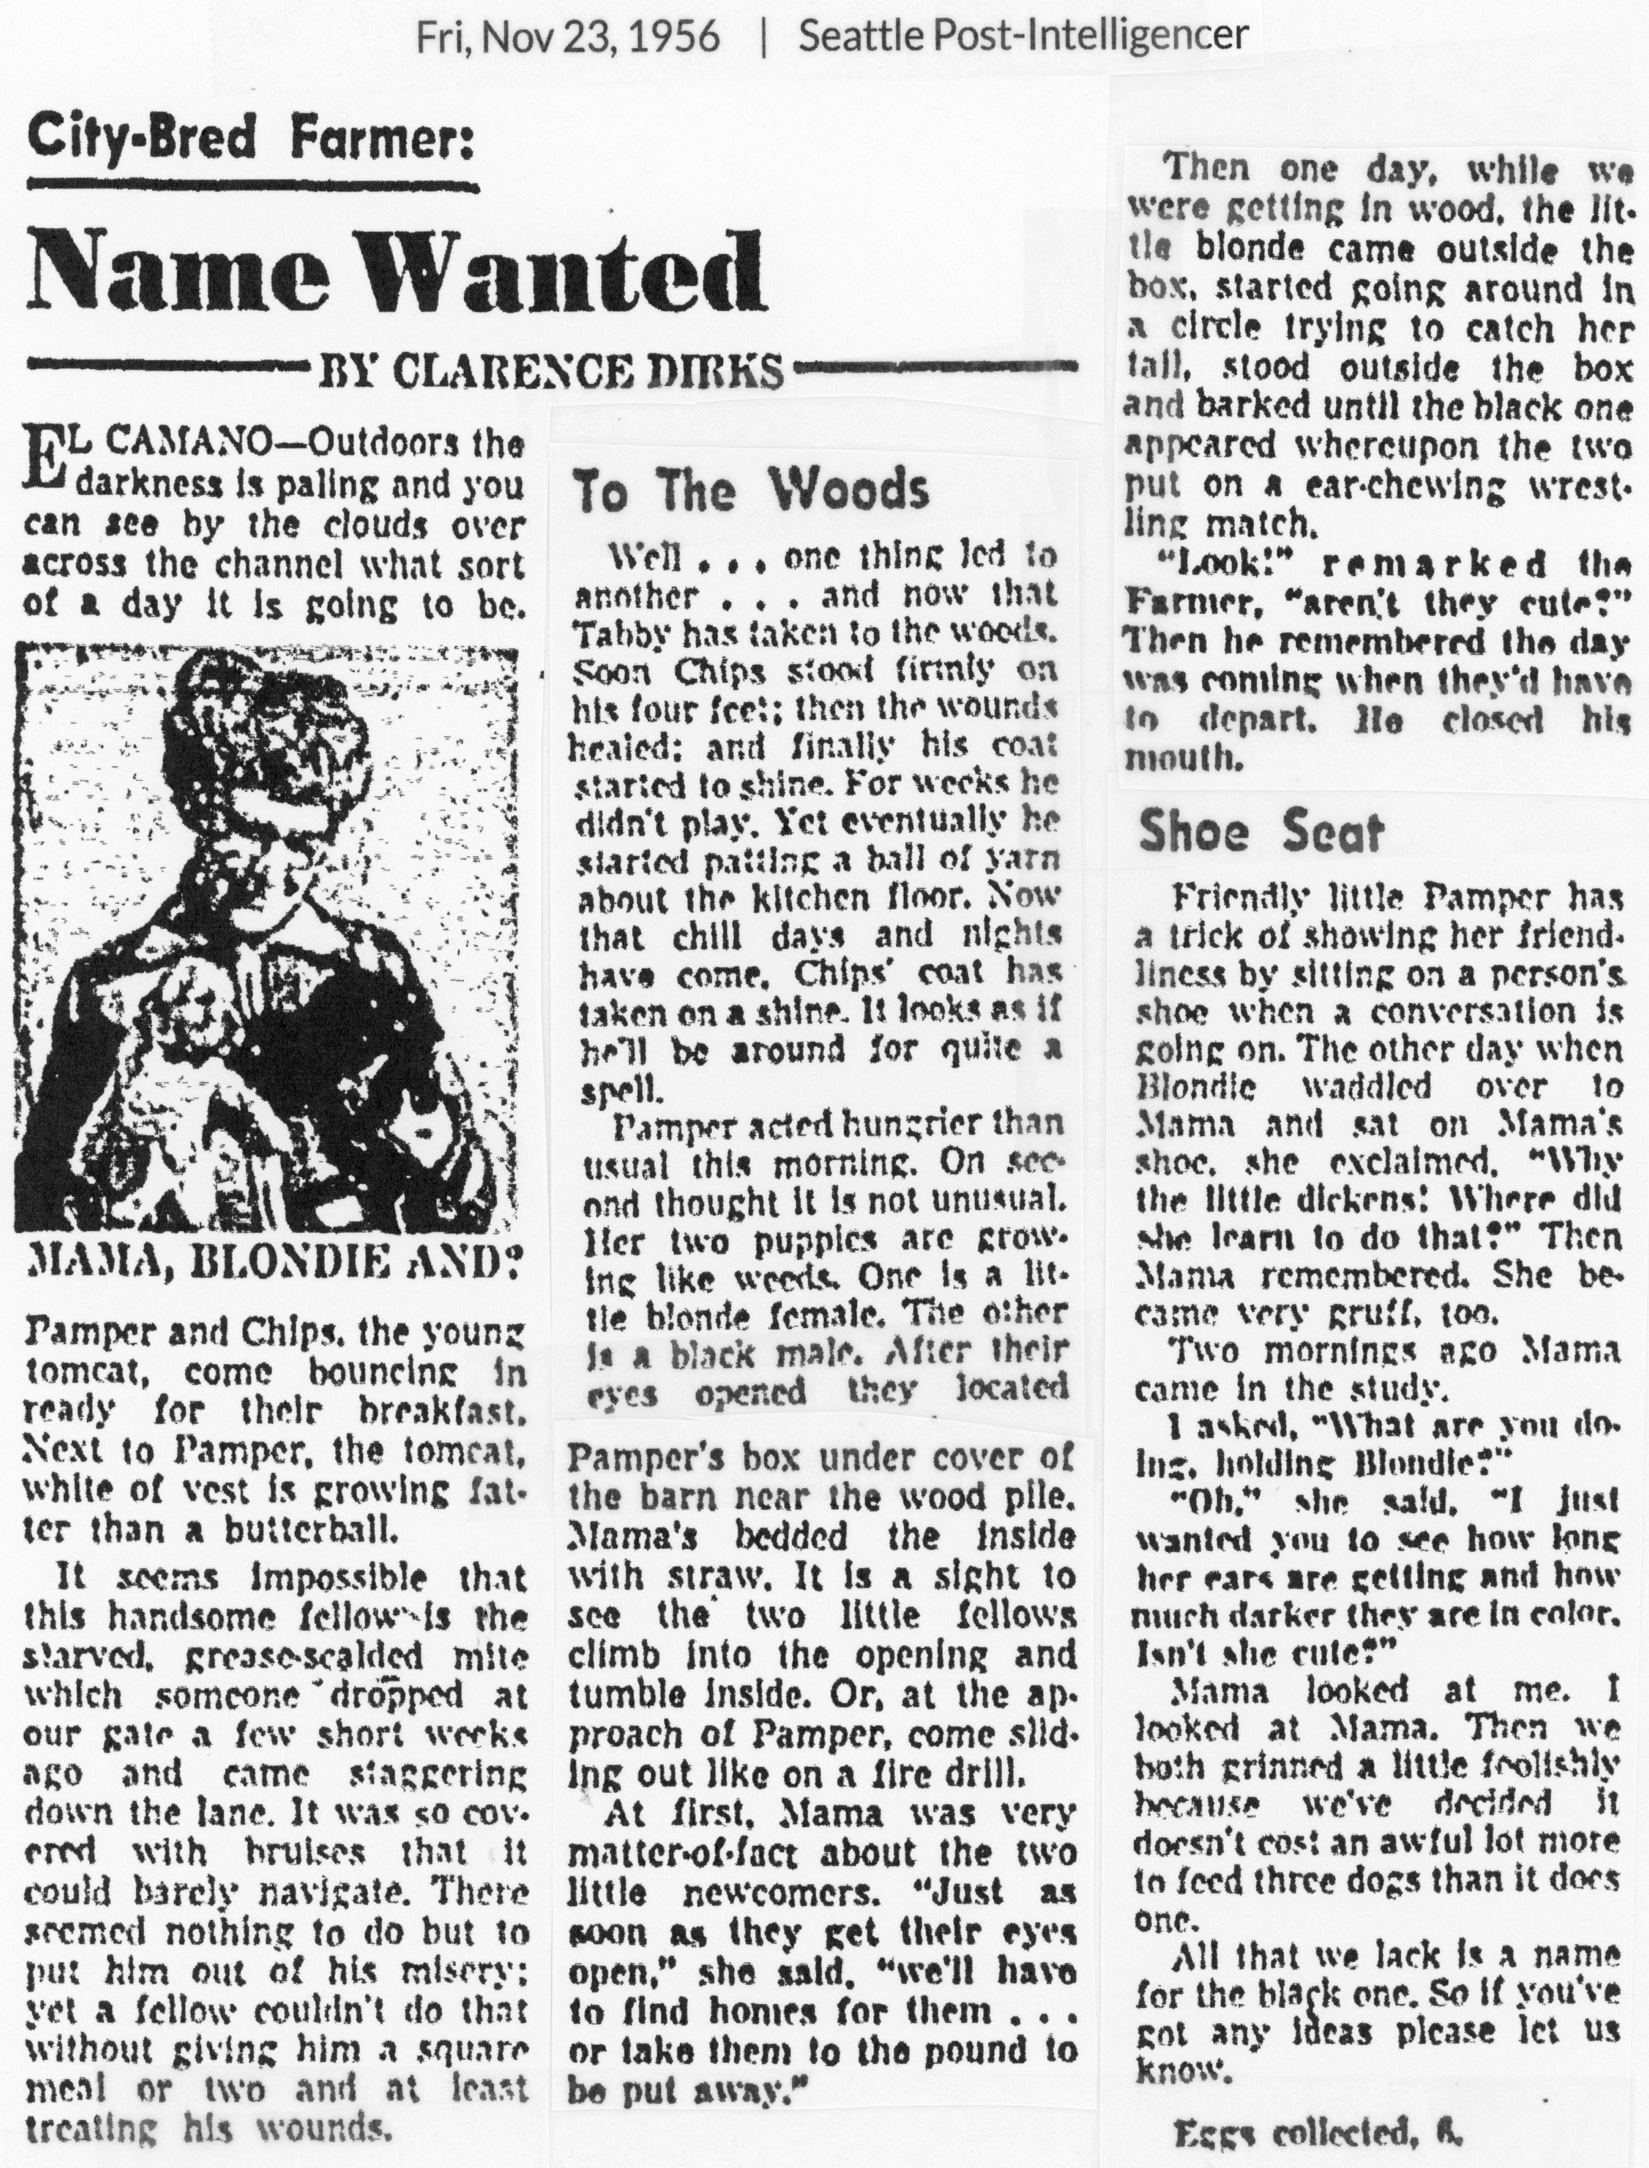 Fri, Nov 23, 1956 | Seattle Post-Intelligencer
City-Bred Farmer:
Name Wanted
BY CLARENCE DIRKS
EL CAMANO—Outdoors the
darkness is paling and you
can see by the clouds over
across the channel what sort
of a day it is going to be.
MAMA, BLONDIE AND?
Pamper and Chips, the young
tomcat, come bouncing in
ready for their breakfast.
Next to Pamper, the tomcat,
white of vest is growing fat-
ter than a butterball.
It seems impossible that
this handsome fellow is the
starved, grease-scalded mite
which someone dropped at
our gate a few short weeks
ago and came staggering
down the lane. It was so cov-
ered with bruises that it
could barely navigate. There
seemed nothing to do but to
put him out of his misery;
yet a fellow couldn't do that
without giving him a square
meal or two and at least
treating his wounds.
To The Woods
Well . . . one thing led to
another . . . and now that
Tabby has taken to the woods.
Soon Chips stood firmly on
his four feet; then the wounds
healed; and finally his coat
started to shine. For weeks he
didn't play. Yet eventually he
started patting a ball of yarn
about the kitchen floor. Now
that chill days and nights
have come, Chips' coat has
taken on a shine. It looks as if
he'll be around for quite a
spell.
Pamper acted hungrier than
usual this morning. On sec-
ond thought it is not unusual.
Her two puppies are grow-
ing like weeds. One is a lit-
tle blonde female. The other
is a black male. After their
eyes opened they located
Pamper's box under cover of
the barn near the wood pile.
Mama's bedded the inside
with straw. It is a sight to
see the two little fellows
climb into the opening and
tumble inside. Or, at the ap-
proach of Pamper, come slid-
ing out like on a fire drill.
At first, Mama was very
matter-of-fact about the two
little newcomers. "Just as
soon as they get their eyes
open," she said, "we'll have
to find homes for them . . .
or take them to the pound to
be put away."
Then one day, while we
were getting in wood, the lit-
tle blonde came outside the
box, started going around in
a circle trying to catch her
tail, stood outside the box
and barked until the black one
appeared whereupon the two
put on a ear-chewing wrest-
ling match.
"Look!" remarked the
Farmer, "aren't they cute?"
Then he remembered the day
was coming when they'd have
to depart. He closed his
mouth.
Shoe Seat
Friendly little Pamper has
a trick of showing her friend-
liness by sitting on a person's
shoe when a conversation is
going on. The other day when
Blondie waddled over to
Mama and sat on Mama's
shoe, she exclaimed, "Why
the little dickens! Where did
she learn to do that?" Then
Mama remembered. She be-
came very gruff, too.
Two mornings ago Mama
came in the study.
I asked, "What are you do-
ing, holding Blondie?"
"Oh," she said, "I just
wanted you to see how long
her ears are getting and how
much darker they are in color.
Isn't she cute?"
Mama looked at me. I
looked at Mama. Then we
both grinned a little foolishly
because we've decided it
doesn't cost an awful lot more
to feed three dogs than it does
one.
All that we lack is a name
for the black one. So if you've
got any ideas please let us
know.
Eggs collected, 8.